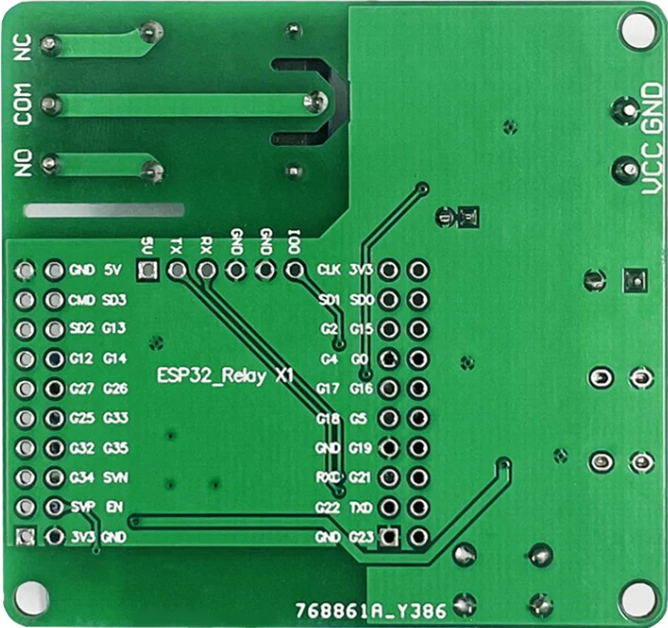 NC
COM
NO
VCC GND
5V TX RX GND GND IO0
GND 5V CLK 3V3
CMD SD3 SD1 SD0
SD2 G13 G2 G15
G12 G14 G4 G0
ESP32_Relay X1
G27 G26 G17 G16
G25 G33 G18 G5
G32 G35 GND G19
G34 SVN RXD G21
SVP EN G22 TXD
3V3 GND GND G23
768861A_Y386